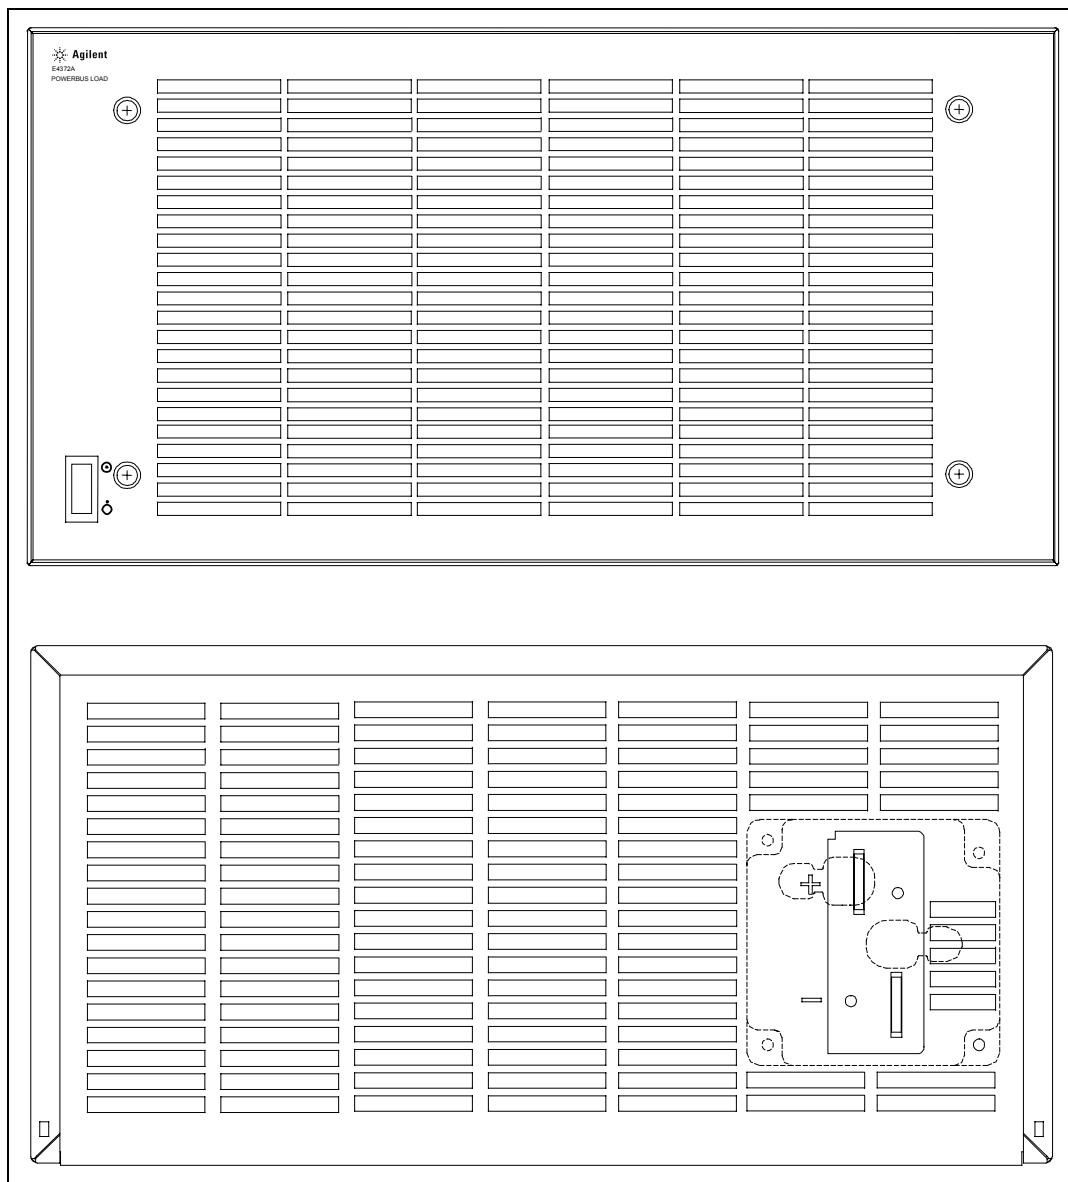 Agilent
E4372A
POWERBUS LOAD
+
–